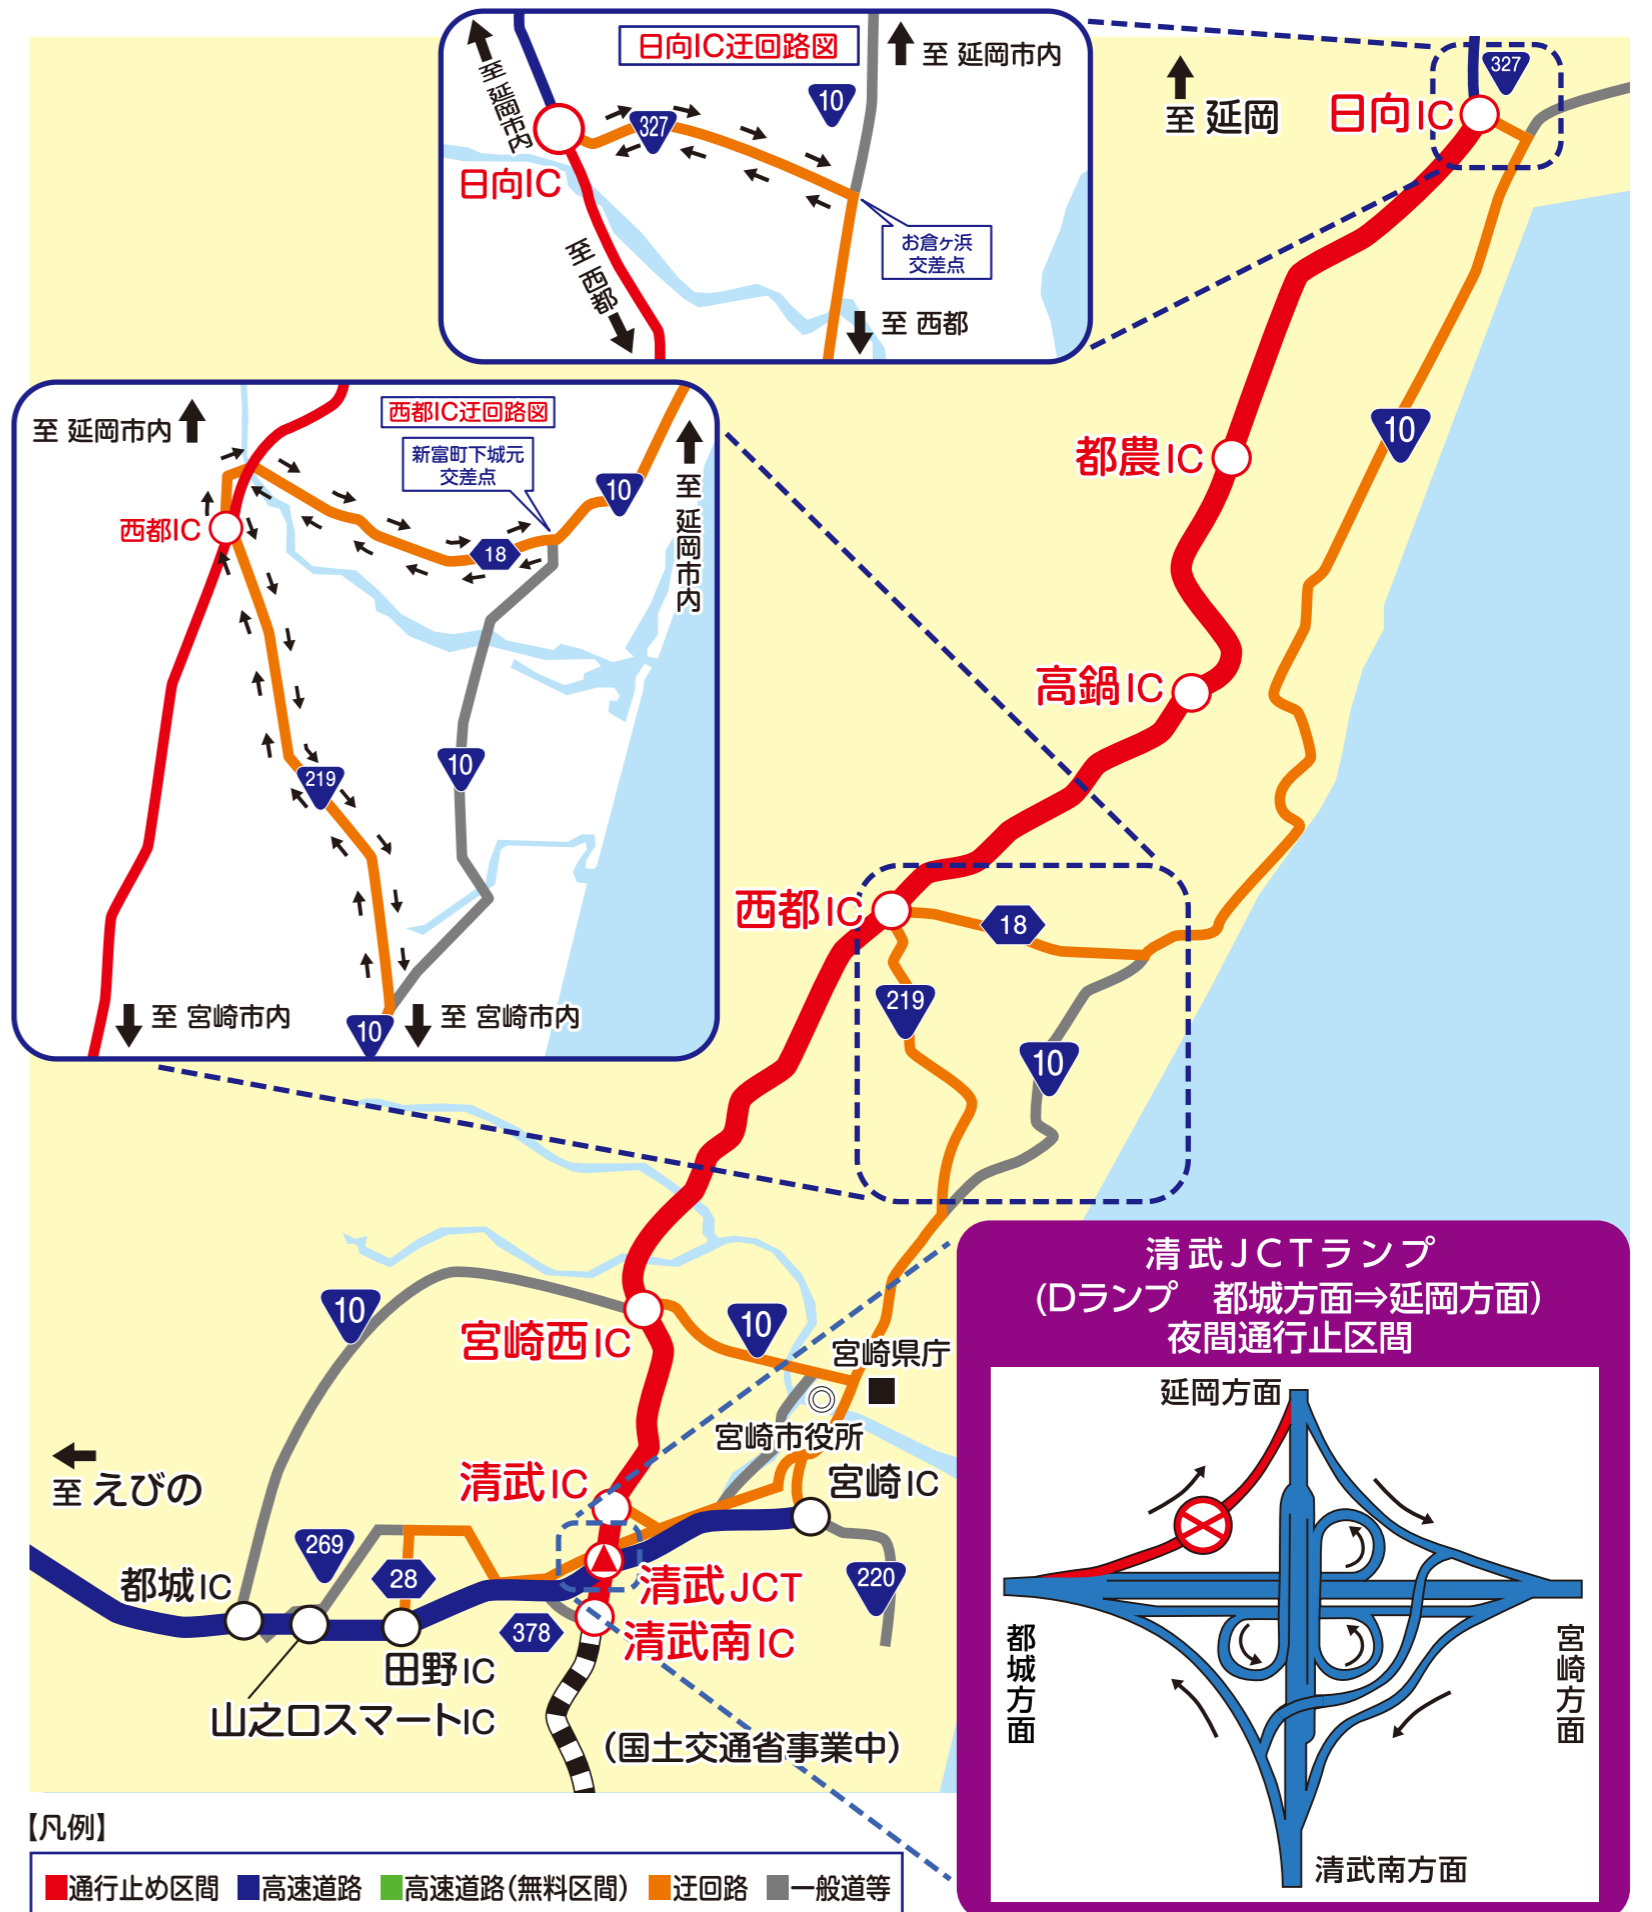 日向IC迂回路図
至 延岡市内
至 延岡市内
10
327
日向IC
お倉ヶ浜
交差点
至 西都
至 西都
至 延岡
327
日向IC
西都IC迂回路図
至 延岡市内
新富町下城元
交差点
10
至 延岡市内
西都IC
18
10
219
至 宮崎市内
10
至 宮崎市内
10
都農IC
高鍋IC
西都IC
18
219
10
10
宮崎西IC
10
宮崎県庁
宮崎市役所
至 えびの
清武IC
宮崎IC
269
都城IC
28
清武JCT
220
378
清武南IC
田野IC
山之口スマートIC
(国土交通省事業中)
清武JCTランプ
(Dランプ 都城方面⇒延岡方面)
夜間通行止区間
延岡方面
都城方面
宮崎方面
清武南方面
【凡例】
通行止め区間 高速道路 高速道路(無料区間) 迂回路 一般道等